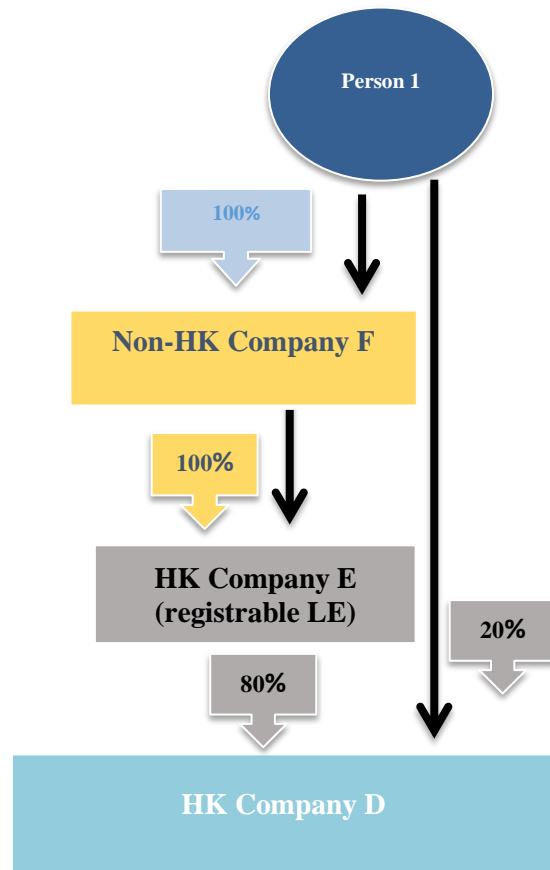 Person 1
100%
Non-HK Company F
100%
HK Company E
(registrable LE)
20%
80%
HK Company D